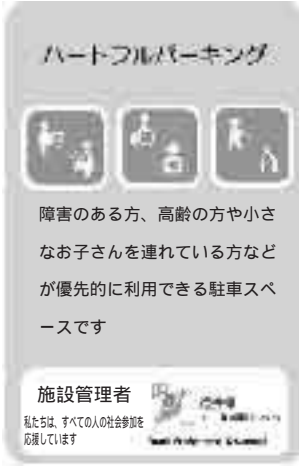 ハートフルパーキング
障害のある方、高齢の方や小さ
なお子さんを連れている方など
が優先的に利用できる駐車スペ
ースです
施設管理者
私たちは、すべての人の社会参加を
応援しています